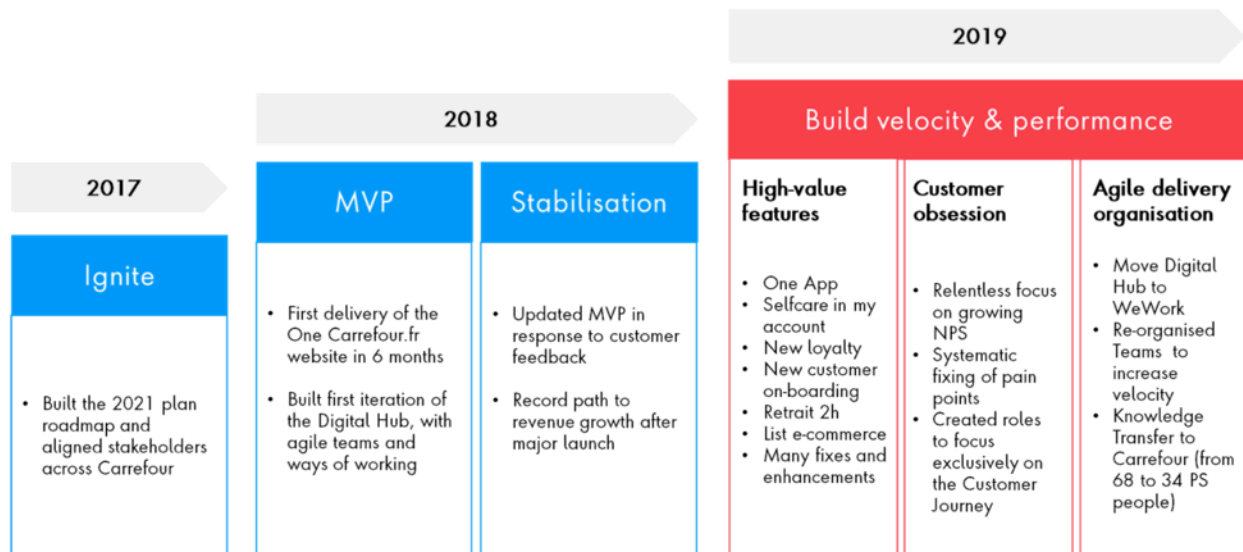 2017
Ignite
• Built the 2021 plan
roadmap and
aligned stakeholders
across Carrefour
2018
MVP
• First delivery of the
One Carrefour.fr
website in 6 months
• Built first iteration of
the Digital Hub, with
agile teams and
ways of working
Stabilisation
• Updated MVP in
response to customer
feedback
• Record path to
revenue growth after
major launch
2019
Build velocity & performance
High-value
features
• One App
• Selfcare in my
account
• New loyalty
• New customer
on-boarding
• Retrait 2h
• List e-commerce
• Many fixes and
enhancements
Customer
obsession
• Relentless focus
on growing
NPS
• Systematic
fixing of pain
points
• Created roles
to focus
exclusively on
the Customer
Journey
Agile delivery
organisation
• Move Digital
Hub to
WeWork
• Re-organised
Teams to
increase
velocity
• Knowledge
Transfer to
Carrefour (from
68 to 34 PS
people)